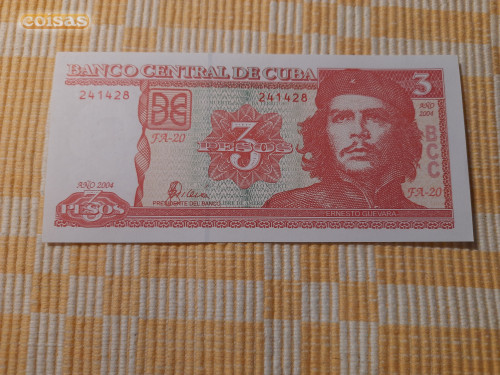 coisas
BANCO CENTRAL DE CUBA
3
241428
241428
AÑO
2004
FA-20
BCC
3
PESOS
FA-20
AÑO 2004
3
PESOS
PRESIDENTE DEL BANCO
ERNESTO GUEVARA